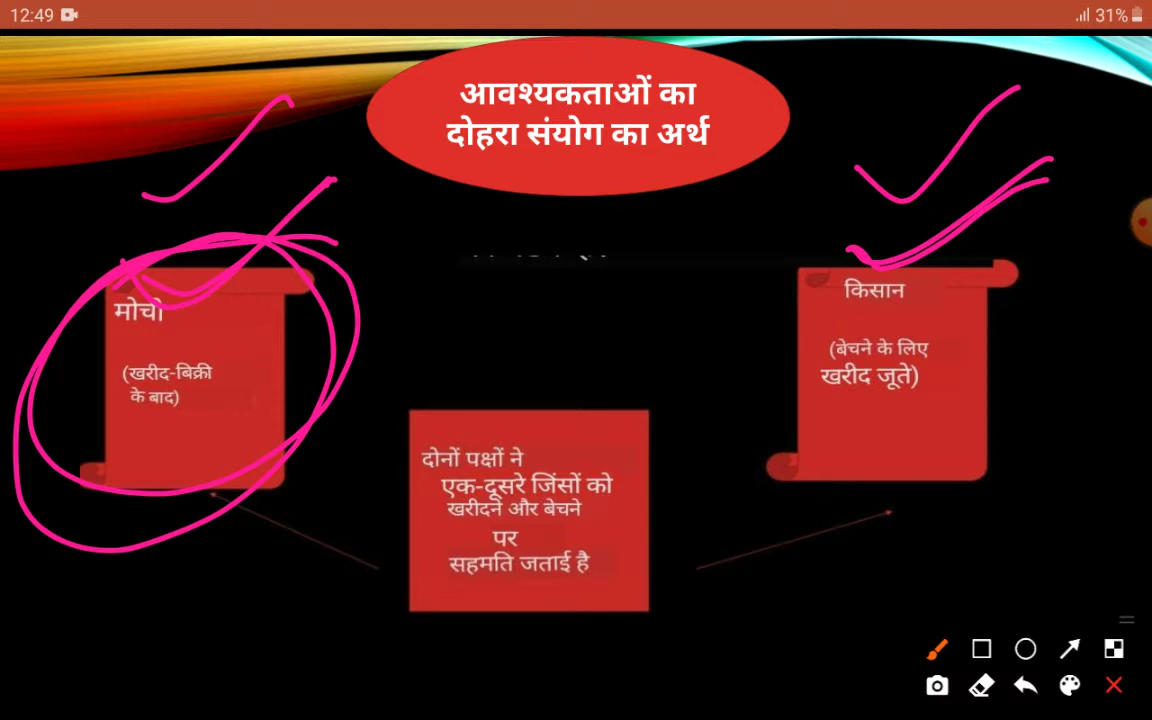 12:49
31%
आवश्यकताओं का
दोहरा संयोग का अर्थ
मोची
(खरीद-बिक्री
के बाद)
किसान
(बेचने के लिए
खरीद जूते)
दोनों पक्षों ने
एक-दूसरे जिंसों को
खरीदने और बेचने
पर
सहमति जताई है